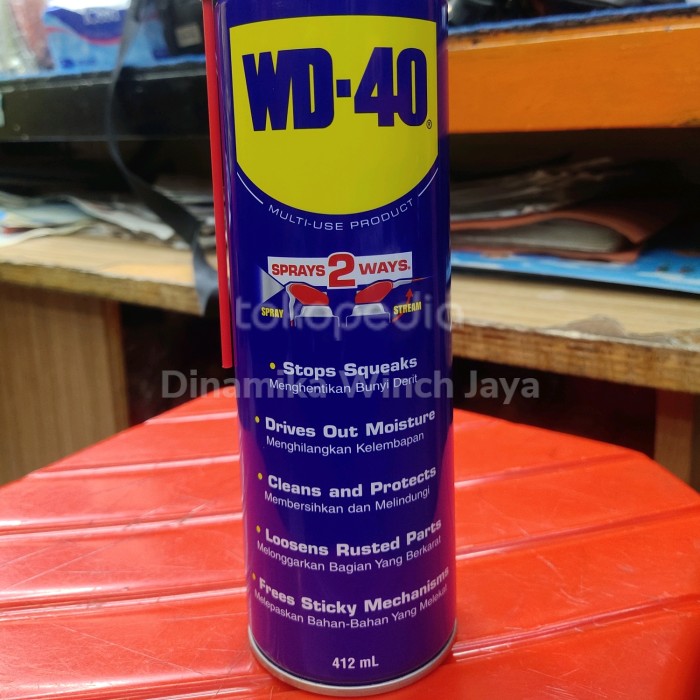 WD-40®
MULTI-USE PRODUCT
SPRAYS 2 WAYS®
SPRAY
STREAM
tokopedia
• Stops Squeaks
Menghentikan Bunyi Derit
Dinamika Winch Jaya
• Drives Out Moisture
Menghilangkan Kelembapan
• Cleans and Protects
Membersihkan dan Melindungi
• Loosens Rusted Parts
Melonggarkan Bagian Yang Berkarat
• Frees Sticky Mechanisms
Melepaskan Bahan-Bahan Yang Melekat
412 mL